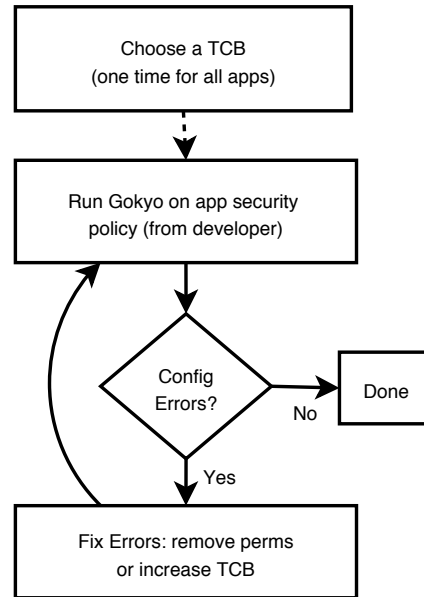 Choose a TCB
(one time for all apps)
Run Gokyo on app security
policy (from developer)
Config
Errors?
No
Done
Yes
Fix Errors: remove perms
or increase TCB